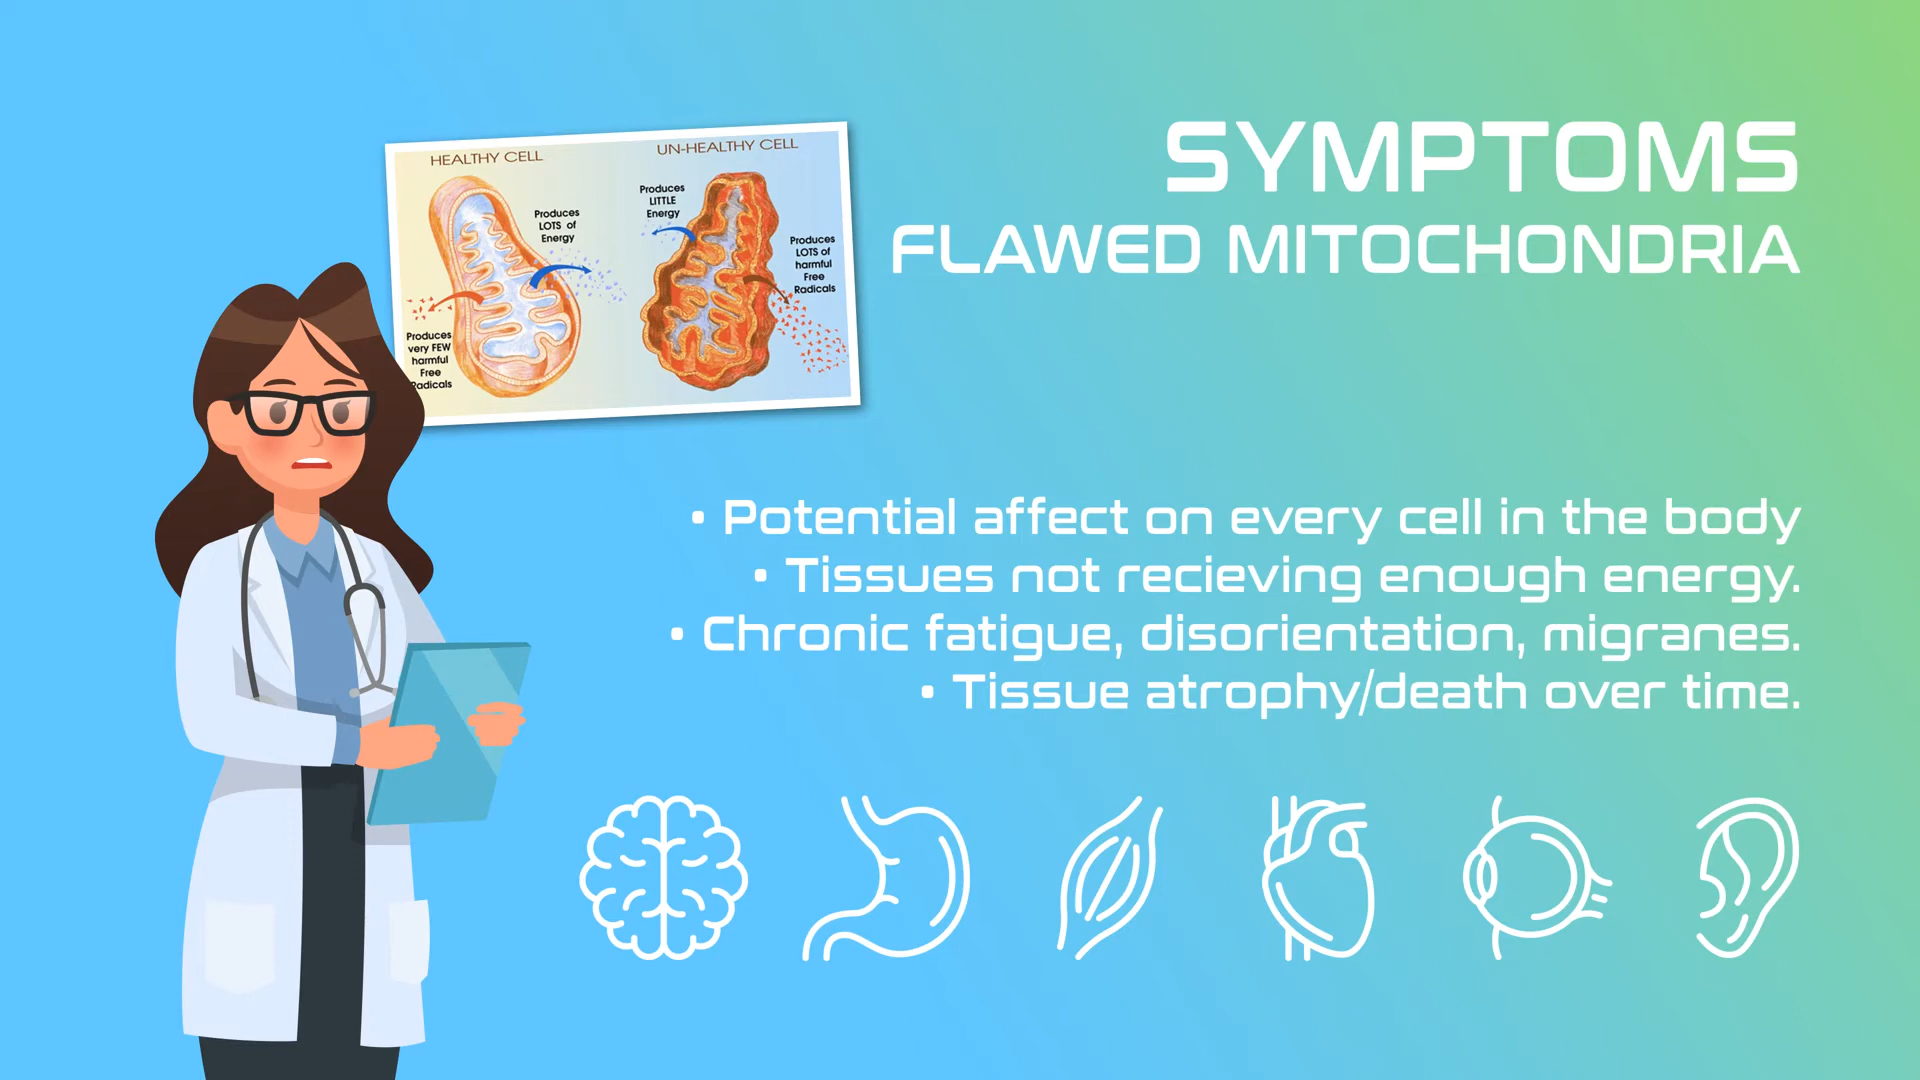 SYMPTOMS
FLAWED MITOCHONDRIA
HEALTHY CELL
UN-HEALTHY CELL
Produces
LOTS of
Energy
Produces
very FEW
harmful
Free
Radicals
Produces
LITTLE
Energy
Produces
LOTS of
harmful
Free
Radicals
• Potential affect on every cell in the body
• Tissues not recieving enough energy.
• Chronic fatigue, disorientation, migranes.
• Tissue atrophy/death over time.